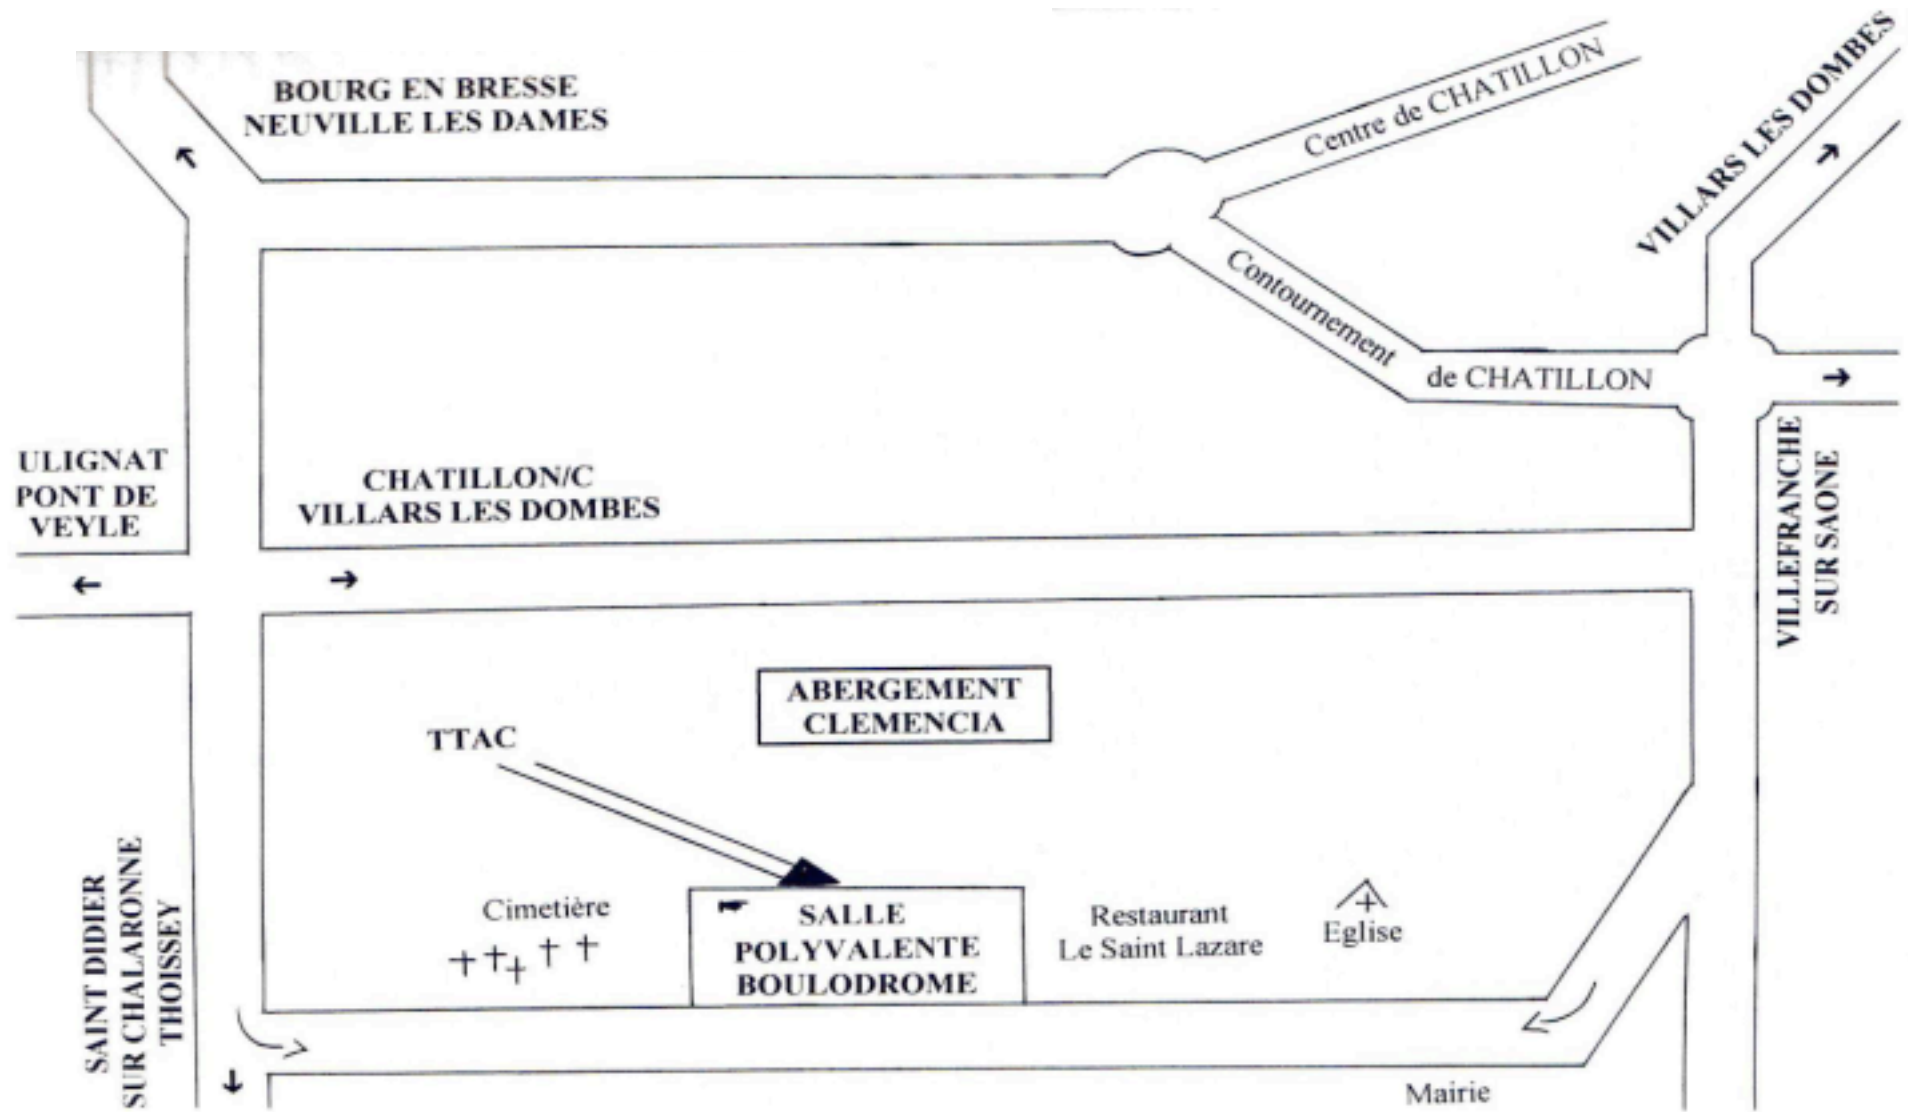 BOURG EN BRESSE
NEUVILLE LES DAMES
Centre de CHATILLON
VILLARS LES DOMBES
Contournement
de CHATILLON
ULIGNAT
PONT DE
VEYLE
CHATILLON/C
VILLARS LES DOMBES
VILLEFRANCHE
SUR SAONE
ABERGEMENT
CLEMENCIA
TTAC
SAINT DIDIER
SUR CHALARONNE
THOISSEY
Cimetière
SALLE
POLYVALENTE
BOULODROME
Restaurant
Le Saint Lazare
Eglise
Mairie